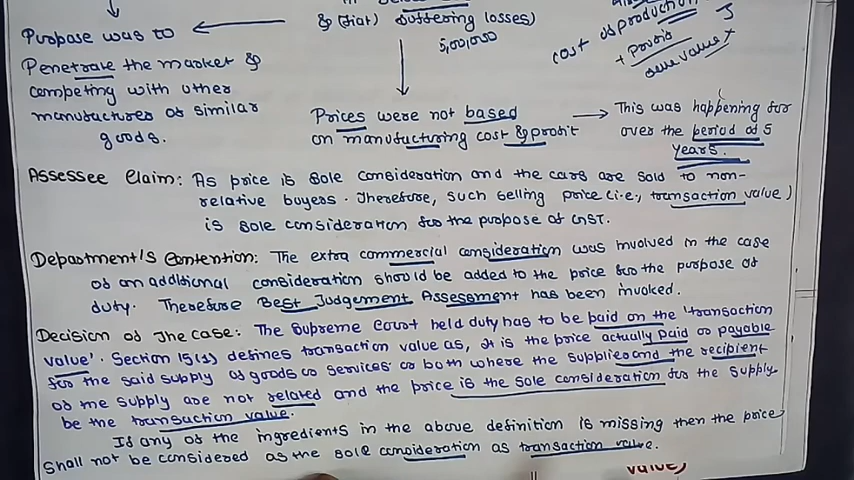 & (Fiat) suffering losses)
5,00,000
cost of production
+ profit
Purpose was to
Penetrate the market &
competing with other
manufactures of similar
goods.
Prices were not based
on manufacturing cost & profit
This was happening for
over the period of 5
Years.
Assessee Claim: As price is sole consideration and the cars are sold to non-
relative buyers. Therefore, such selling price (i.e., transaction value)
is sole consideration for the purpose of GST.
Department's Contention: The extra commercial consideration was involved in the case
of an additional consideration should be added to the price for the purpose of
duty. Therefore Best Judgement Assessment has been invoked.
Decision of The case: The Supreme Court held duty has to be paid on the 'transaction
value'. Section 15(1) defines transaction value as, it is the price actually paid or payable
for the said supply of goods or services or both where the supplier and the recipient
of the supply are not related and the price is the sole consideration for the supply
be the transaction value.
If any of the ingredients in the above definition is missing then the price
shall not be considered as the sole consideration as transaction value.
value)